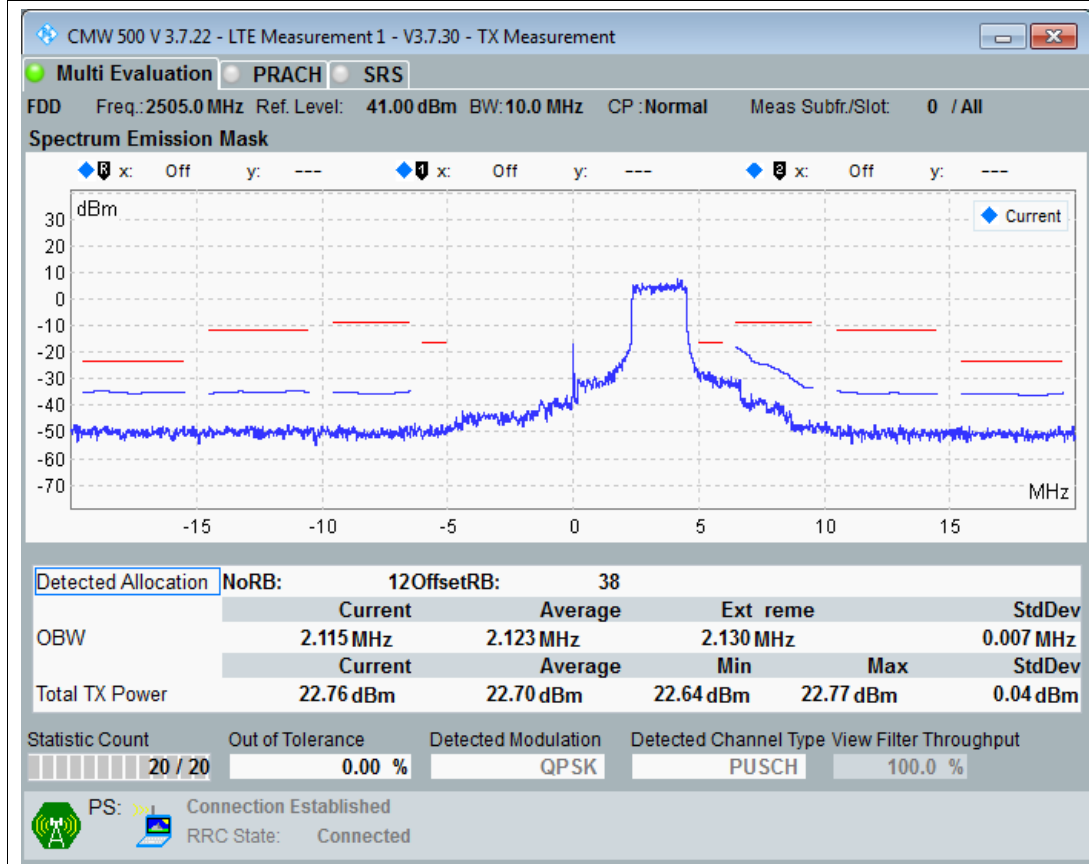 CMW 500 V 3.7.22 - LTE Measurement 1 - V3.7.30 - TX Measurement
Multi Evaluation PRACH SRS
FDD Freq.: 2505.0 MHz Ref. Level: 41.00 dBm BW: 10.0 MHz CP : Normal Meas Subfr./Slot: 0 / All
Spectrum Emission Mask
R x: Off y: --- 1 x: Off y: --- 2 x: Off y: ---
dBm
Current
30
20
10
0
-10
-20
-30
-40
-50
-60
-70
MHz
-15 -10 -5 0 5 10 15
Detected Allocation NoRB: 12 OffsetRB: 38
Current Average Ext reme StdDev
OBW 2.115 MHz 2.123 MHz 2.130 MHz 0.007 MHz
Current Average Min Max StdDev
Total TX Power 22.76 dBm 22.70 dBm 22.64 dBm 22.77 dBm 0.04 dBm
Statistic Count Out of Tolerance Detected Modulation Detected Channel Type View Filter Throughput
20 / 20 0.00 % QPSK PUSCH 100.0 %
PS: Connection Established
RRC State: Connected